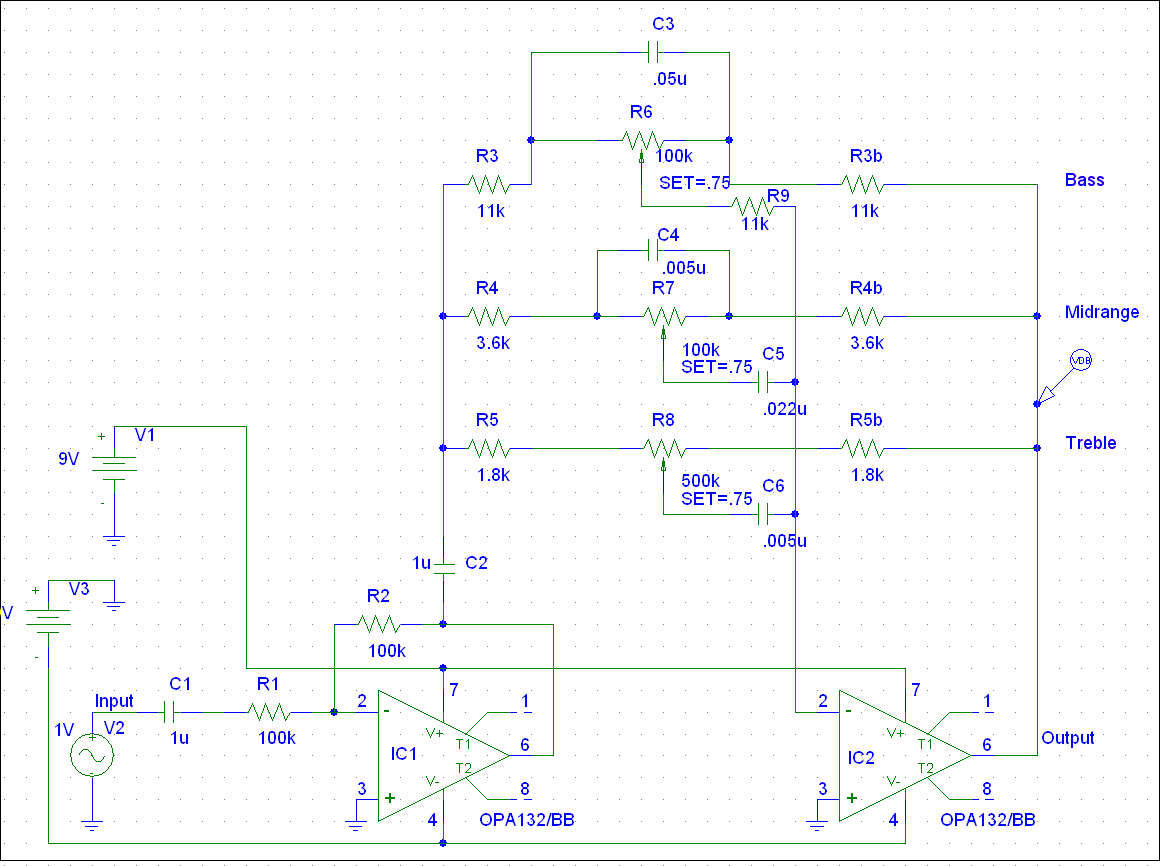 C3
.05u
R6
100k
SET=.75
R3
11k
R3b
11k
Bass
R9
11k
C4
.005u
R4
3.6k
R7
100k
SET=.75
R4b
3.6k
Midrange
C5
.022u
VDB
R5
1.8k
R8
500k
SET=.75
R5b
1.8k
Treble
C6
.005u
+ V1
9V
-
1u C2
+ V3
V
-
R2
100k
Input
C1
1u
R1
100k
1V V2
+
-
2 - 7 1
V+ T1
IC1 6
T2
V-
3 + 8
4 OPA132/BB
2 - 7 1
V+ T1
IC2 6 Output
T2
V-
3 + 8
4 OPA132/BB